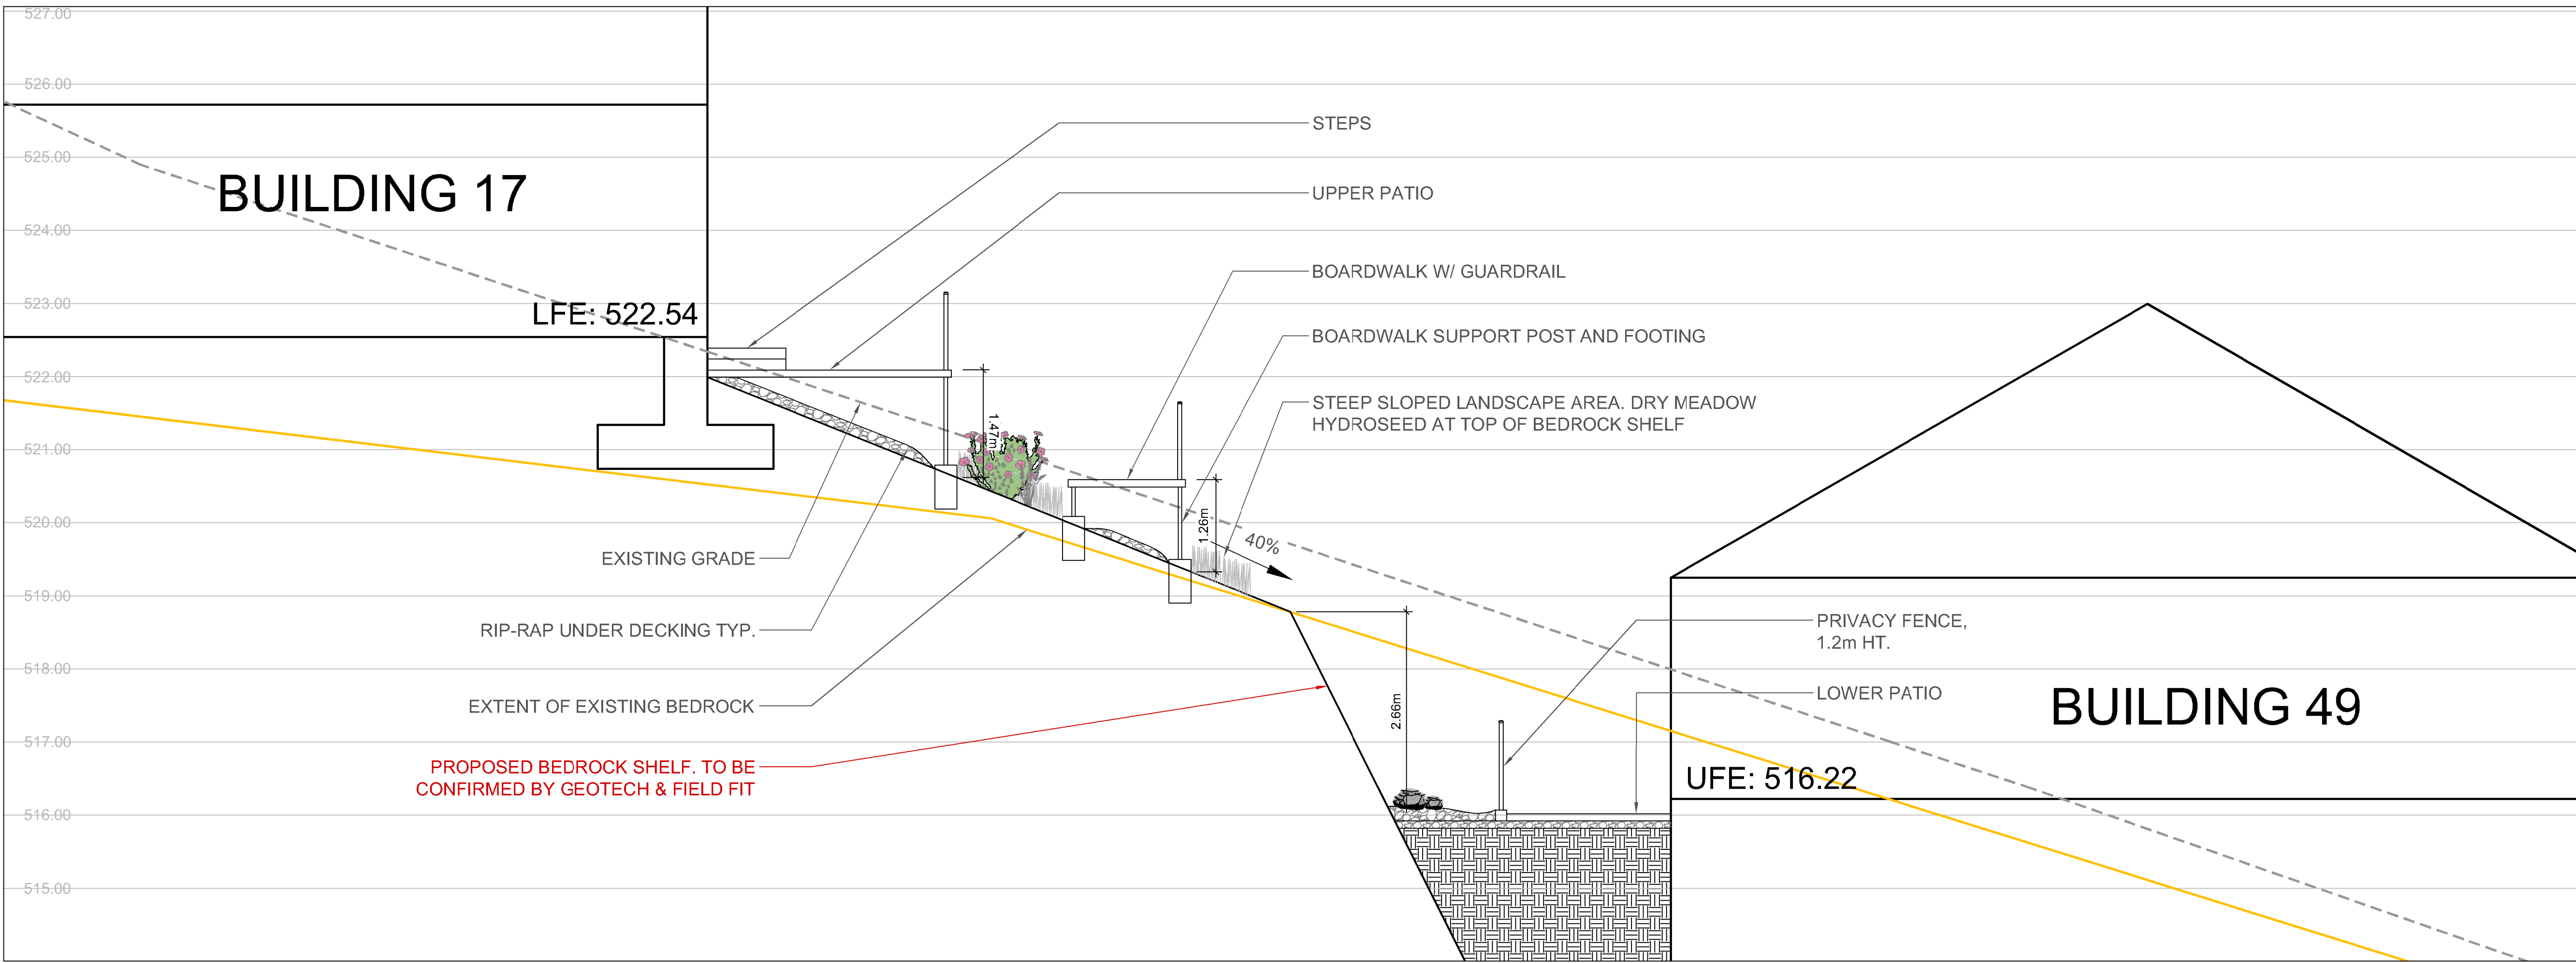 527.00
526.00
525.00
524.00
523.00
522.00
521.00
520.00
519.00
518.00
517.00
516.00
515.00
BUILDING 17
LFE: 522.54
STEPS
UPPER PATIO
BOARDWALK W/ GUARDRAIL
BOARDWALK SUPPORT POST AND FOOTING
STEEP SLOPED LANDSCAPE AREA. DRY MEADOW
HYDROSEED AT TOP OF BEDROCK SHELF
1.47m
1.26m
40%
EXISTING GRADE
RIP-RAP UNDER DECKING TYP.
EXTENT OF EXISTING BEDROCK
PROPOSED BEDROCK SHELF. TO BE
CONFIRMED BY GEOTECH & FIELD FIT
2.66m
PRIVACY FENCE,
1.2m HT.
LOWER PATIO
BUILDING 49
UFE: 516.22